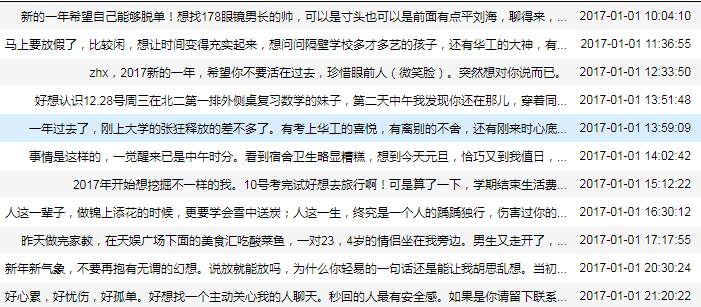 新的一年希望自己能够脱单！想找178眼镜男长的帅，可以是寸头也可以是前面有点平刘海，聊得来，... 2017-01-01 10:04:10
马上要放假了，比较闲，想让时间变得充实起来，想问问隔壁学校多才多艺的孩子，还有华工的大神，有... 2017-01-01 11:36:55
zhx，2017新的一年，希望你不要活在过去，珍惜眼前人（微笑脸）。突然想对你说而已。 2017-01-01 12:33:50
好想认识12.28号周三在北二第一排外侧桌复习数学的妹子，第二天中午我发现你还在那儿，穿着同... 2017-01-01 13:51:48
一年过去了，刚上大学的张狂释放的差不多了。有考上华工的喜悦，有离别的不舍，还有刚来时心底... 2017-01-01 13:59:09
事情是这样的，一觉醒来已是中午时分。看到宿舍卫生略显糟糕，想到今天元旦，恰巧又到我值日，... 2017-01-01 14:02:42
2017年开始想挖掘不一样的我。10号考完试好想去旅行啊！可是算了一下，学期结束生活费... 2017-01-01 15:12:22
人这一辈子，做锦上添花的时候，更要学会雪中送炭；人这一生，终究是一个人的踽踽独行，伤害过你的... 2017-01-01 16:30:12
昨天做完家教，在天娱广场下面的美食汇吃酸菜鱼，一对23，4岁的情侣坐在我旁边。男生又走开了，... 2017-01-01 17:17:55
新年新气象，不要再抱有无谓的幻想。说放就能放吗，为什么你轻易的一句话还是能让我胡思乱想。当初... 2017-01-01 20:30:24
好心累，好忧伤，好孤单。好想找一个主动关心我的人聊天。秒回的人最有安全感。如果是你请留下联系... 2017-01-01 21:20:22